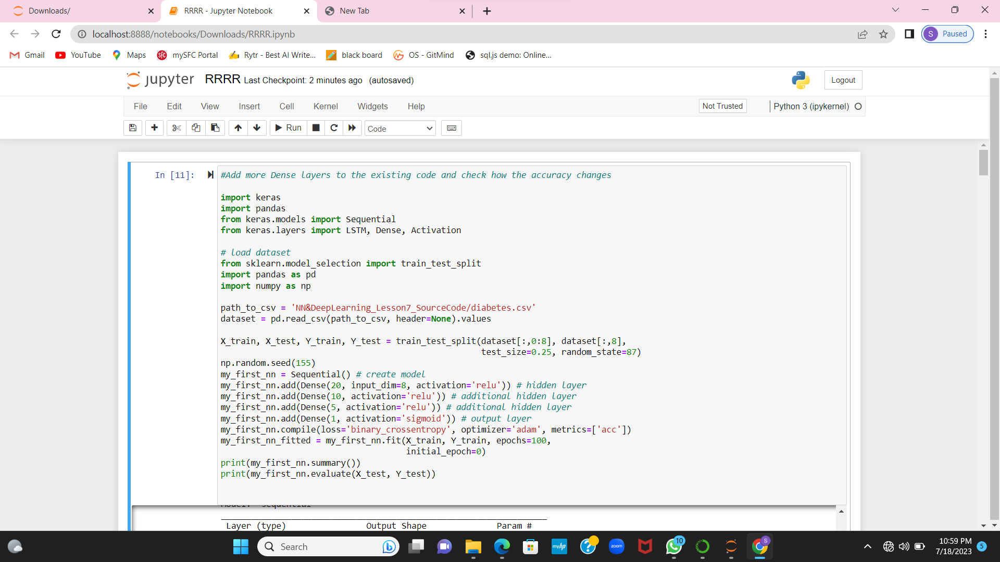 Downloads/
RRRR - Jupyter Notebook
New Tab
localhost:8888/notebooks/Downloads/RRRR.ipynb
S Paused
Gmail YouTube Maps SFC mySFC Portal Rytr - Best AI Write... black board OS - GitMind sql.js demo: Online...
jupyter RRRR Last Checkpoint: 2 minutes ago (autosaved) Logout
File Edit View Insert Cell Kernel Widgets Help Not Trusted Python 3 (ipykernel)
Run Code
In [11]:
#Add more Dense layers to the existing code and check how the accuracy changes
import keras
import pandas
from keras.models import Sequential
from keras.layers import LSTM, Dense, Activation
# load dataset
from sklearn.model_selection import train_test_split
import pandas as pd
import numpy as np
path_to_csv = 'NN&DeepLearning_Lesson7_SourceCode/diabetes.csv'
dataset = pd.read_csv(path_to_csv, header=None).values
X_train, X_test, Y_train, Y_test = train_test_split(dataset[:,0:8], dataset[:,8],
test_size=0.25, random_state=87)
np.random.seed(155)
my_first_nn = Sequential() # create model
my_first_nn.add(Dense(20, input_dim=8, activation='relu')) # hidden layer
my_first_nn.add(Dense(10, activation='relu')) # additional hidden layer
my_first_nn.add(Dense(5, activation='relu')) # additional hidden layer
my_first_nn.add(Dense(1, activation='sigmoid')) # output layer
my_first_nn.compile(loss='binary_crossentropy', optimizer='adam', metrics=['acc'])
my_first_nn_fitted = my_first_nn.fit(X_train, Y_train, epochs=100,
initial_epoch=0)
print(my_first_nn.summary())
print(my_first_nn.evaluate(X_test, Y_test))
Layer (type) Output Shape Param #
Search
myhp
zoom
10
S
10:59 PM
7/18/2023
5